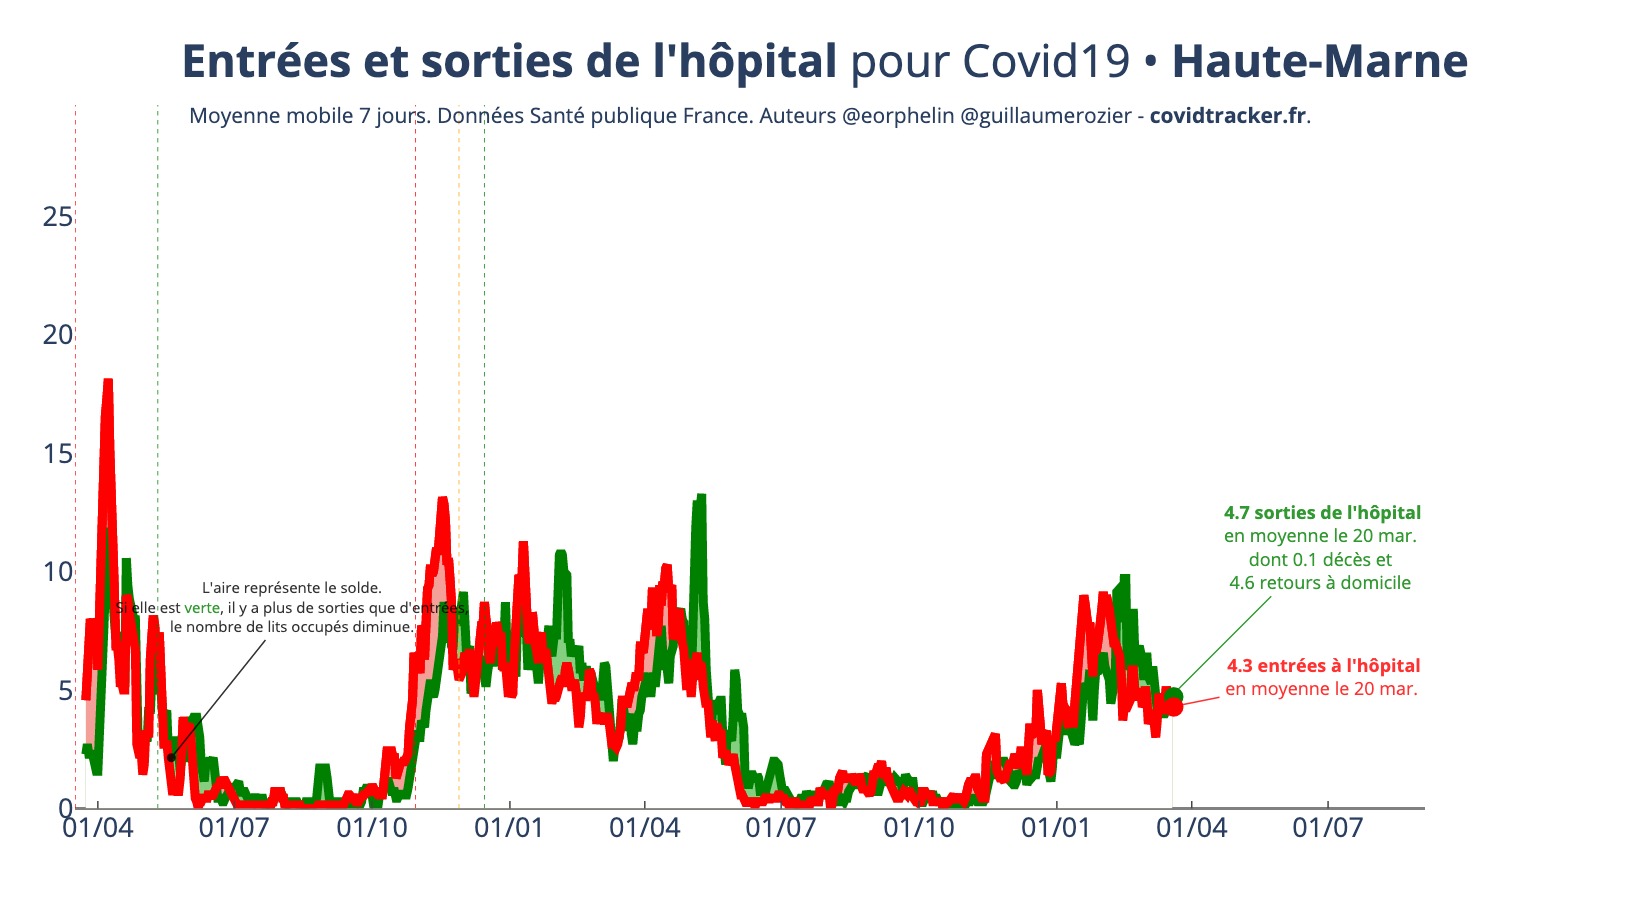 Entrées et sorties de l'hôpital pour Covid19 • Haute-Marne
Moyenne mobile 7 jours. Données Santé publique France. Auteurs @eorphelin @guillaumerozier - covidtracker.fr.
25
20
15
10
5
0
L'aire représente le solde.
Si elle est verte, il y a plus de sorties que d'entrées,
le nombre de lits occupés diminue.
4.7 sorties de l'hôpital
en moyenne le 20 mar.
dont 0.1 décès et
4.6 retours à domicile
4.3 entrées à l'hôpital
en moyenne le 20 mar.
01/04 01/07 01/10 01/01 01/04 01/07 01/10 01/01 01/04 01/07